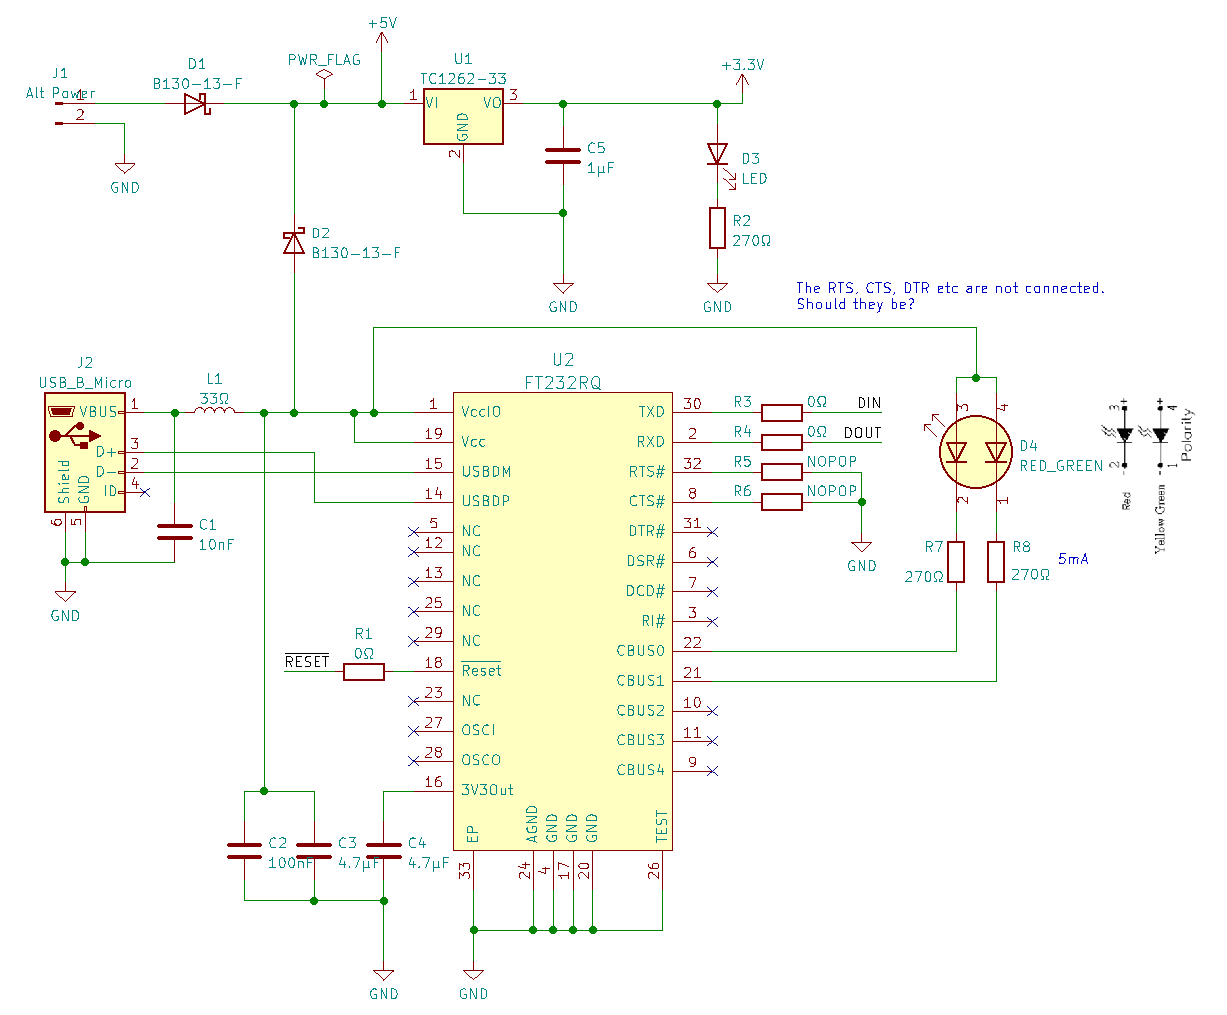 +5V
J1
Alt Power
1
2
GND
D1
B130-13-F
PWR_FLAG
U1
TC1262-33
1
VI
VO
3
GND
2
C5
1µF
GND
+3.3V
D3
LED
R2
270Ω
GND
D2
B130-13-F
The RTS, CTS, DTR etc are not connected.
Should they be?
J2
USB_B_Micro
VBUS
1
D+
3
D-
2
ID
4
Shield
GND
6
5
GND
L1
33Ω
C1
10nF
U2
FT232RQ
1
VccIO
19
Vcc
15
USBDM
14
USBDP
5
NC
12
NC
13
NC
25
NC
29
NC
18
Reset
23
NC
27
OSCI
28
OSCO
16
3V3Out
RESET
R1
0Ω
TXD
30
RXD
2
RTS#
32
CTS#
8
DTR#
31
DSR#
6
DCD#
7
RI#
3
CBUS0
22
CBUS1
21
CBUS2
10
CBUS3
11
CBUS4
9
EP
AGND
GND
GND
GND
TEST
33
24
4
17
20
26
GND
R3
0Ω
DIN
R4
0Ω
DOUT
R5
NOPOP
R6
NOPOP
GND
3
4
D4
RED_GREEN
2
1
R7
270Ω
R8
270Ω
5mA
3
+
+
4
2
-
-
1
Polarity
Red
Yellow Green
C2
100nF
C3
4.7µF
C4
4.7µF
GND